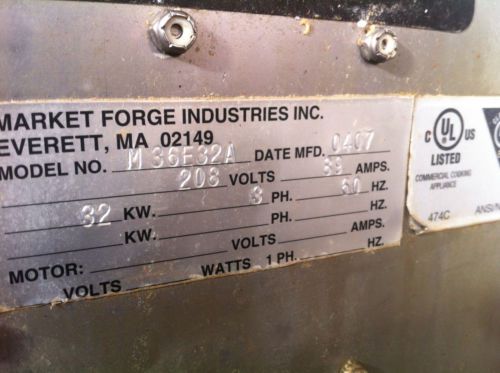 MARKET FORGE INDUSTRIES INC.
EVERETT, MA 02149
MODEL NO. M36E32A DATE MFD. 0407
208 VOLTS 89 AMPS.
32 KW. 3 PH. 60 HZ.
KW. PH. HZ.
VOLTS AMPS.
MOTOR: WATTS 1 PH. HZ.
VOLTS
C UL US
LISTED
COMMERCIAL COOKING
APPLIANCE
474C